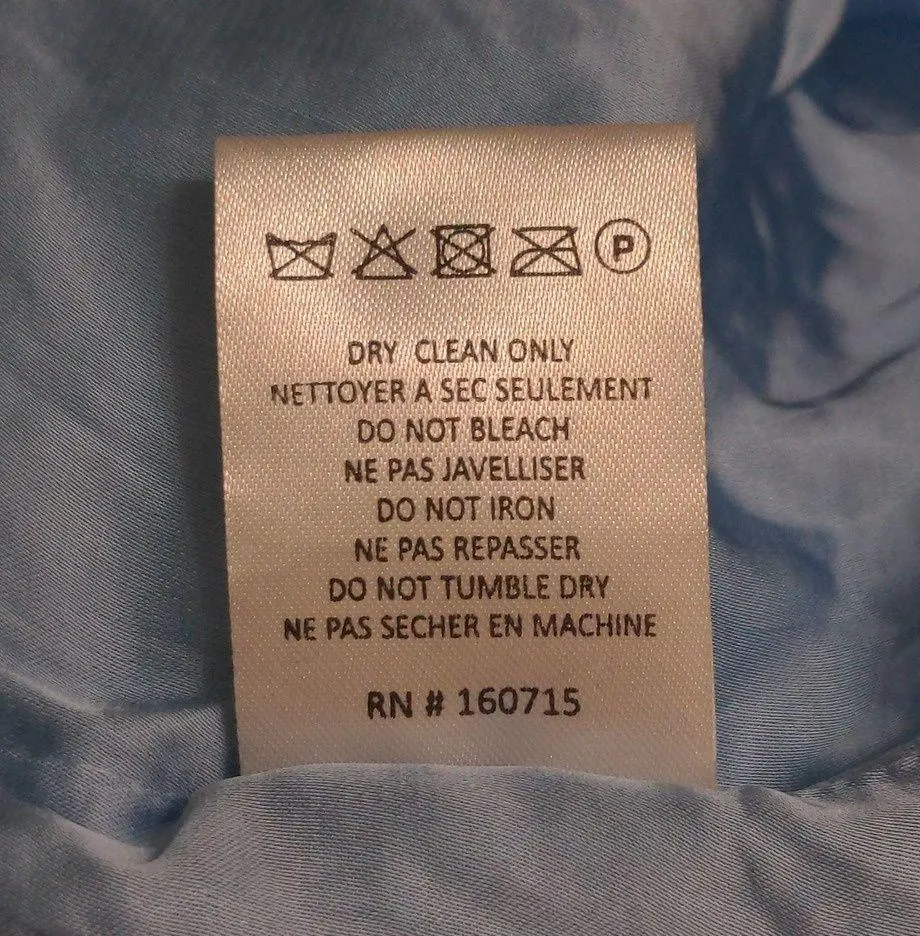 P
DRY CLEAN ONLY
NETTOYER A SEC SEULEMENT
DO NOT BLEACH
NE PAS JAVELLISER
DO NOT IRON
NE PAS REPASSER
DO NOT TUMBLE DRY
NE PAS SECHER EN MACHINE
RN # 160715